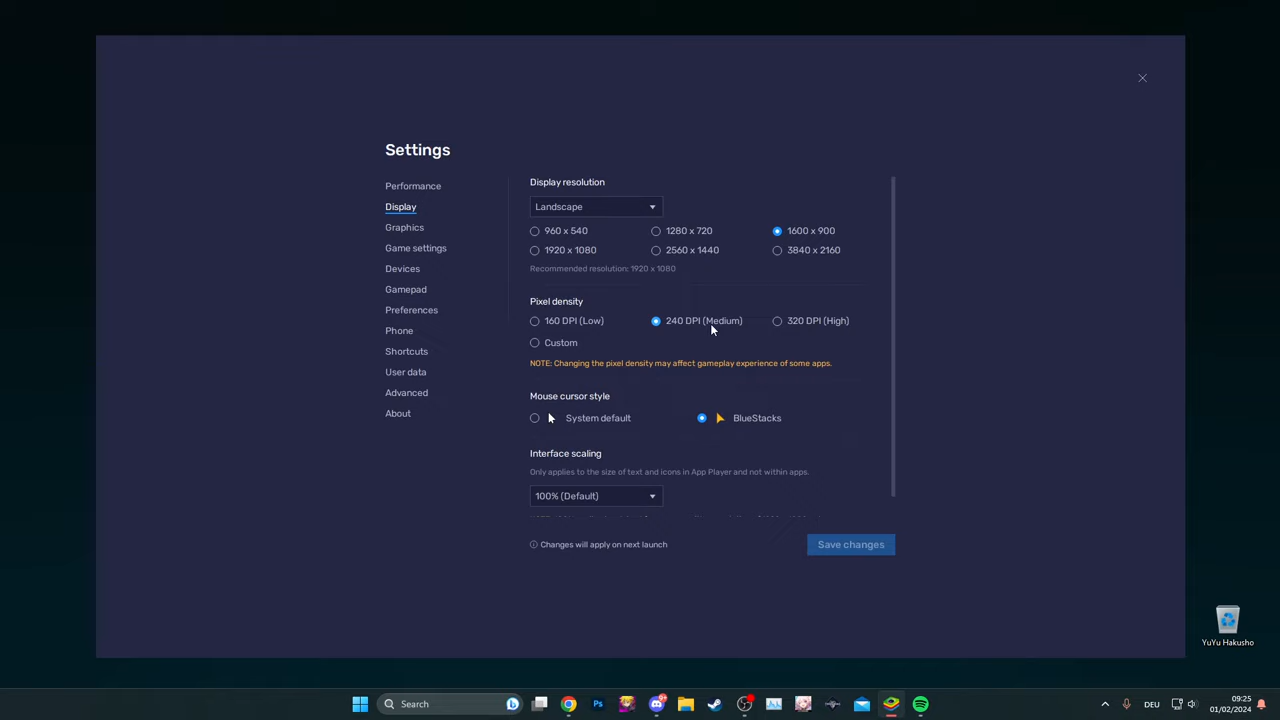 Settings
Performance
Display
Graphics
Game settings
Devices
Gamepad
Preferences
Phone
Shortcuts
User data
Advanced
About
Display resolution
Landscape
960 x 540
1280 x 720
1600 x 900
1920 x 1080
2560 x 1440
3840 x 2160
Recommended resolution: 1920 x 1080
Pixel density
160 DPI (Low)
240 DPI (Medium)
320 DPI (High)
Custom
NOTE: Changing the pixel density may affect gameplay experience of some apps.
Mouse cursor style
System default
BlueStacks
Interface scaling
Only applies to the size of text and icons in App Player and not within apps.
100% (Default)
Changes will apply on next launch
Save changes
YuYu Hakusho
Search
DEU
09:25
01/02/2024